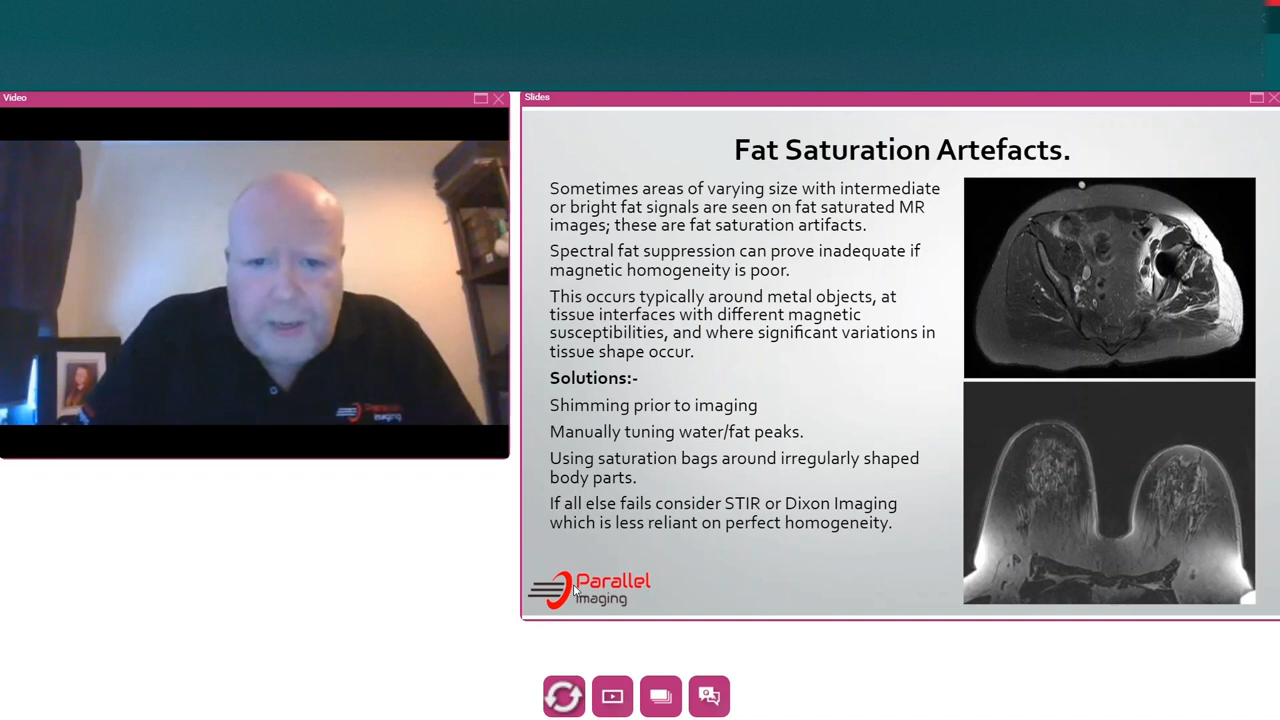 Video
Slides
Fat Saturation Artefacts.
Sometimes areas of varying size with intermediate
or bright fat signals are seen on fat saturated MR
images; these are fat saturation artifacts.
Spectral fat suppression can prove inadequate if
magnetic homogeneity is poor.
This occurs typically around metal objects, at
tissue interfaces with different magnetic
susceptibilities, and where significant variations in
tissue shape occur.
Solutions:-
Shimming prior to imaging
Manually tuning water/fat peaks.
Using saturation bags around irregularly shaped
body parts.
If all else fails consider STIR or Dixon Imaging
which is less reliant on perfect homogeneity.
Parallel
imaging
Parallel
imaging